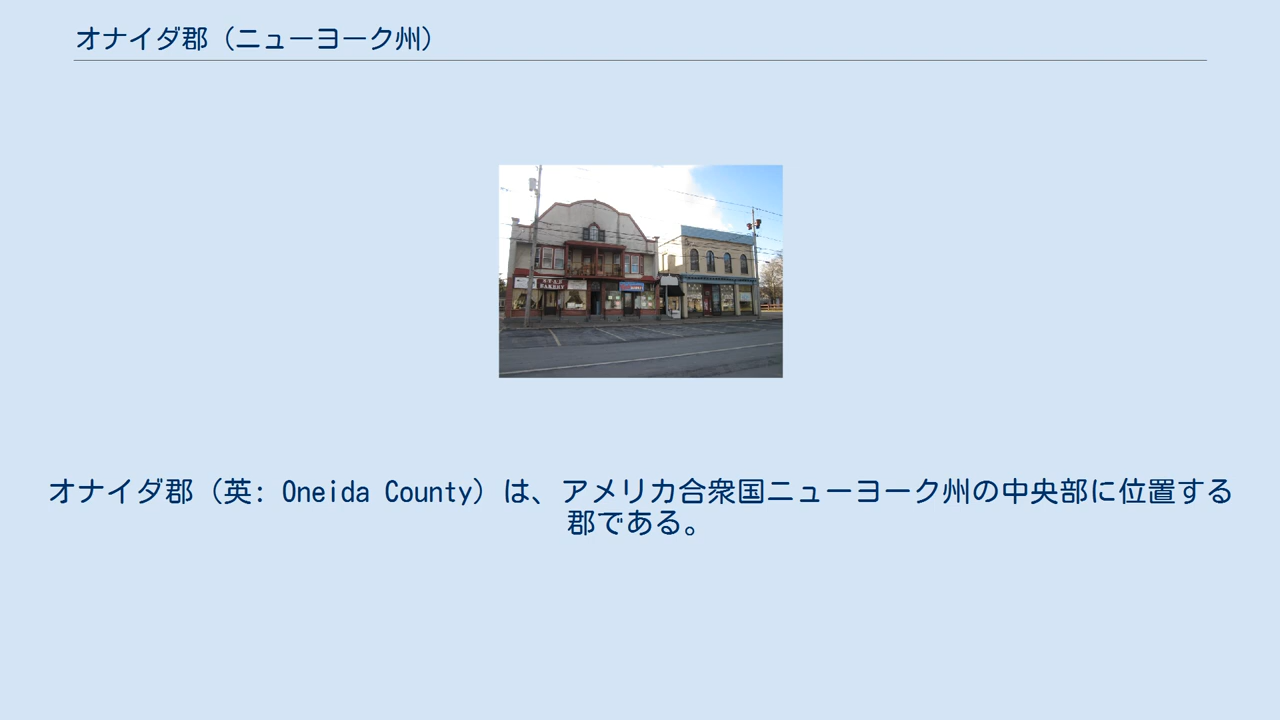 オナイダ郡（ニューヨーク州）
STAR
BAKERY
オナイダ郡（英: Oneida County）は、アメリカ合衆国ニューヨーク州の中央部に位置する
郡である。